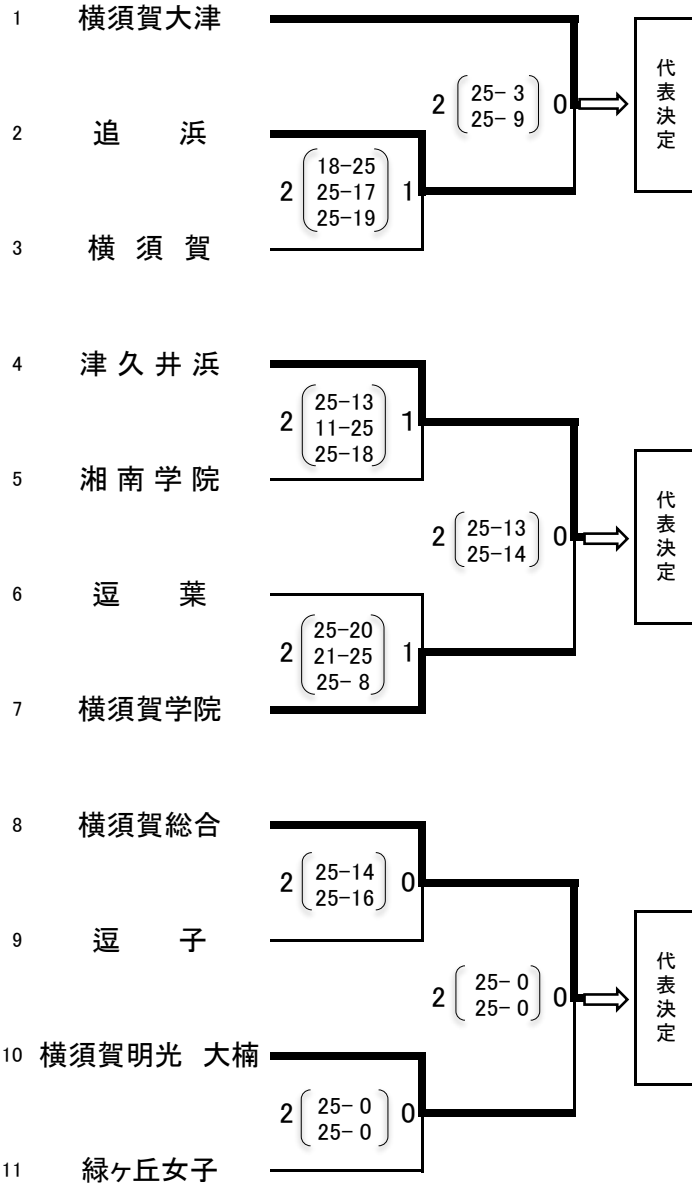 1 横須賀大津
2 0
25- 3
25- 9
代表決定
2 追 浜
2 1
18-25
25-17
25-19
3 横 須 賀
4 津 久 井 浜
2 1
25-13
11-25
25-18
5 湘 南 学 院
代表決定
2 0
25-13
25-14
6 逗 葉
2 1
25-20
21-25
25- 8
7 横須賀学院
8 横須賀総合
2 0
25-14
25-16
9 逗 子
代表決定
2 0
25- 0
25- 0
10 横須賀明光 大楠
2 0
25- 0
25- 0
11 緑ヶ丘女子